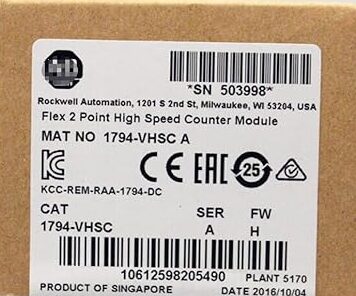 *SN 503998*
Rockwell Automation, 1201 S 2nd St, Milwaukee, WI 53204, USA
Flex 2 Point High Speed Counter Module
MAT NO 1794-VHSC A
CE EAC 25
KCC-REM-RAA-1794-DC
CAT SER FW
1794-VHSC A H
10612598205490 PLANT 5170
PRODUCT OF SINGAPORE DATE 2016/10/04